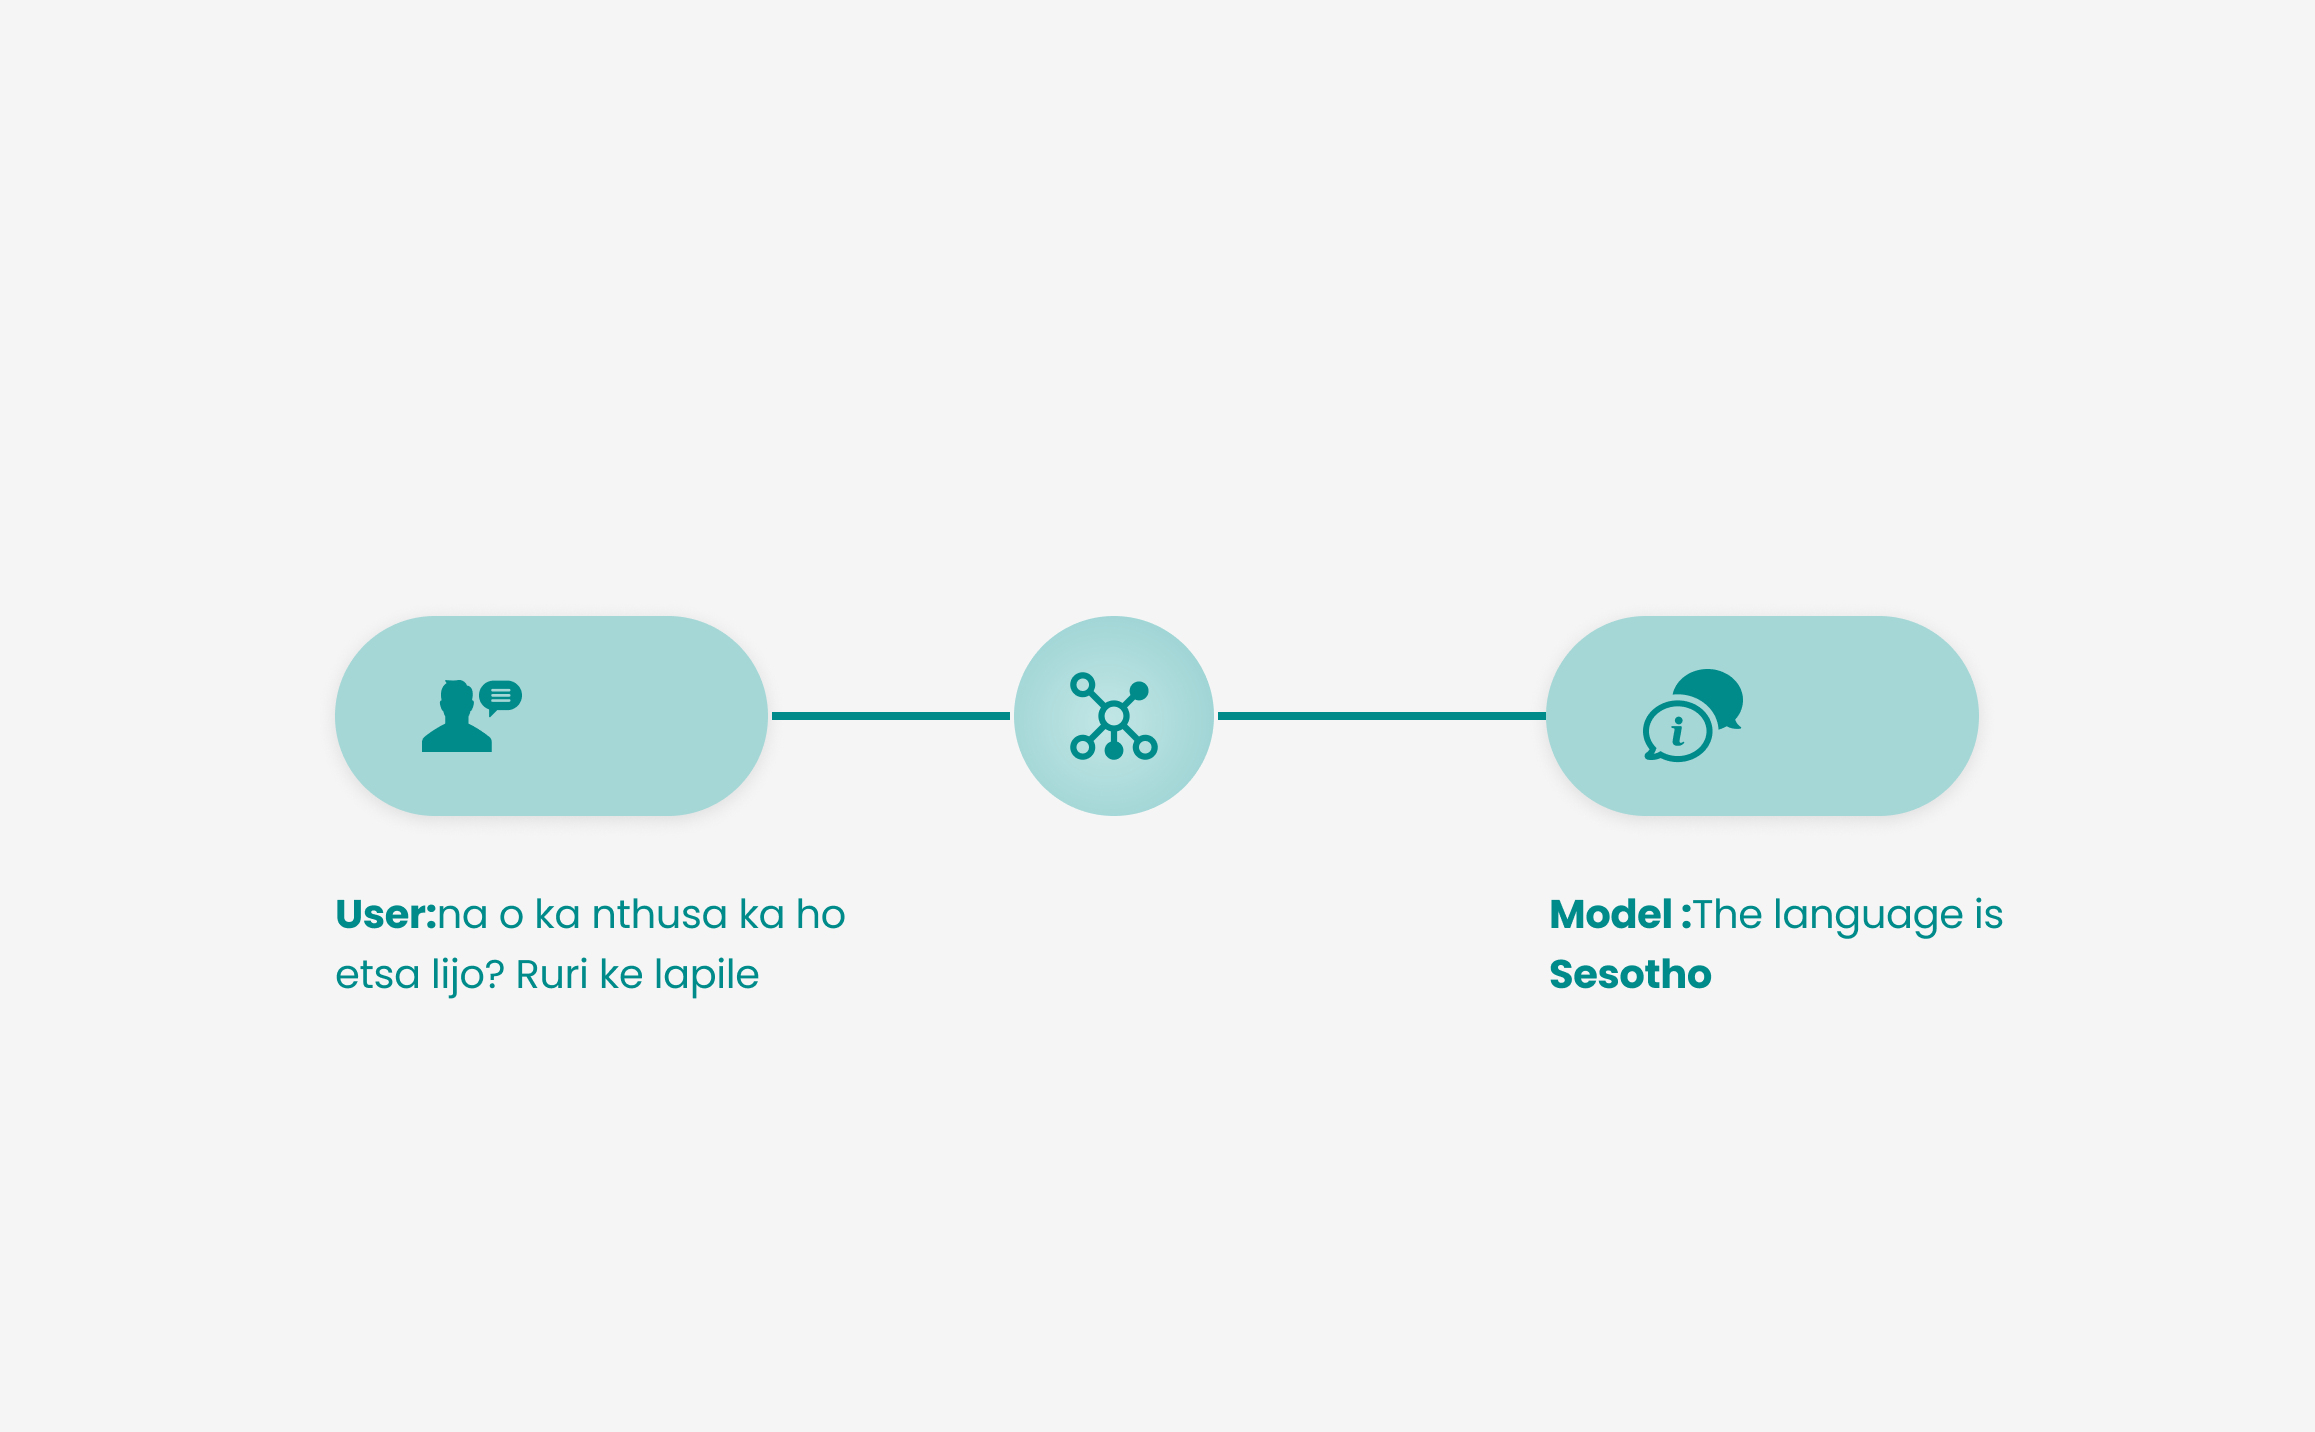 User:na o ka nthusa ka ho
etsa lijo? Ruri ke lapile
Model :The language is
Sesotho